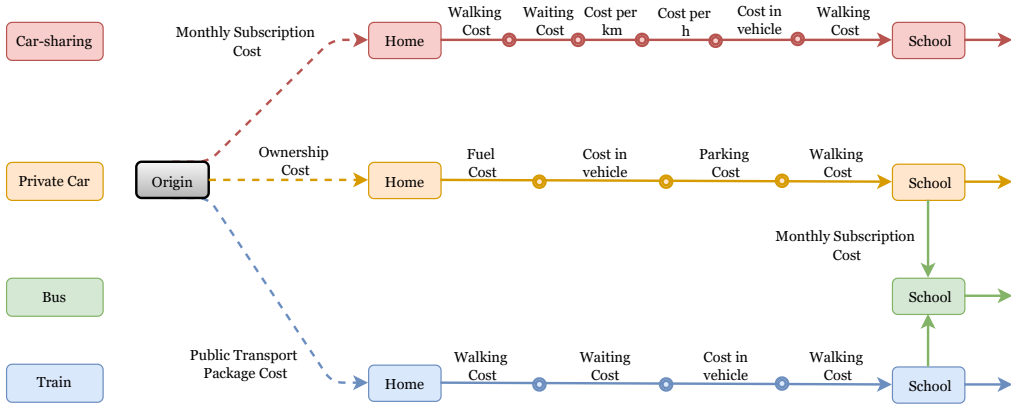 Car-sharing
Monthly Subscription
Cost
Home
Walking
Cost
Waiting
Cost
Cost per
km
Cost per
h
Cost in
vehicle
Walking
Cost
School
Private Car
Origin
Ownership
Cost
Home
Fuel
Cost
Cost in
vehicle
Parking
Cost
Walking
Cost
School
Monthly Subscription
Cost
Bus
School
Train
Public Transport
Package Cost
Home
Walking
Cost
Waiting
Cost
Cost in
vehicle
Walking
Cost
School